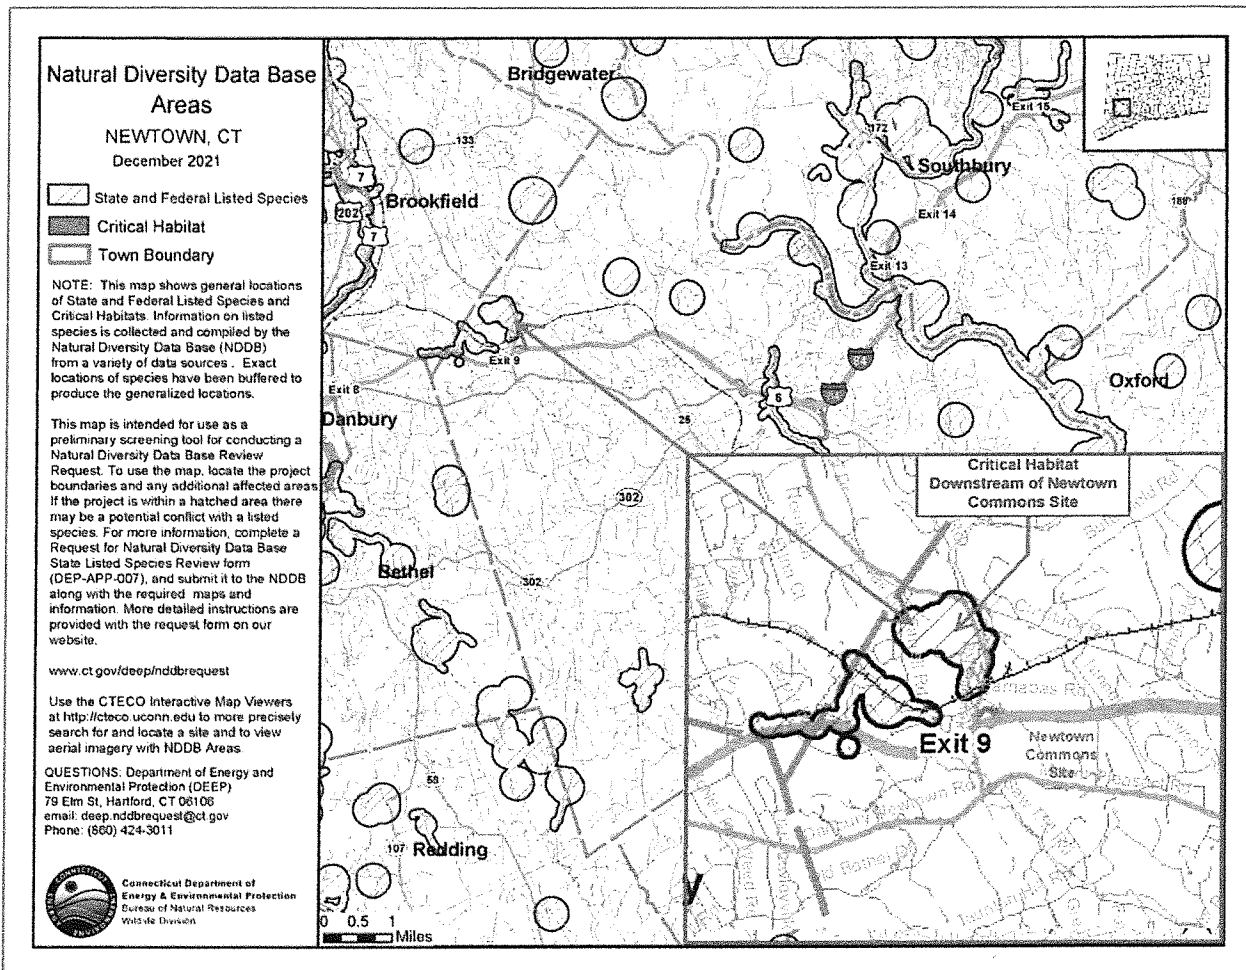 Natural Diversity Data Base
Areas
NEWTOWN, CT
December 2021
State and Federal Listed Species
Critical Habitat
Town Boundary
NOTE: This map shows general locations
of State and Federal Listed Species and
Critical Habitats. Information on listed
species is collected and compiled by the
Natural Diversity Data Base (NDDB)
from a variety of data sources . Exact
locations of species have been buffered to
produce the generalized locations.
This map is intended for use as a
preliminary screening tool for conducting a
Natural Diversity Data Base Review
Request. To use the map, locate the project
boundaries and any additional affected areas.
If the project is within a hatched area there
may be a potential conflict with a listed
species. For more information, complete a
Request for Natural Diversity Data Base
State Listed Species Review form
(DEP-APP-007), and submit it to the NDDB
along with the required maps and
information. More detailed instructions are
provided with the request form on our
website.
www.ct.gov/deep/nddbrequest
Use the CTECO Interactive Map Viewers
at http://cteco.uconn.edu to more precisely
search for and locate a site and to view
aerial imagery with NDDB Areas.
QUESTIONS: Department of Energy and
Environmental Protection (DEEP)
79 Elm St, Hartford, CT 06106
email: deep.nddbrequest@ct.gov
Phone: (860) 424-3011
Connecticut Department of
Energy & Environmental Protection
Bureau of Natural Resources
Wildlife Division
Bridgewater
Exit 15
133
172
Southbury
7
Brookfield
202
188
Exit 14
7
Exit 13
Exit 9
Exit 8
6
Oxford
Danbury
25
302
Bethel
302
58
107 Redding
0 0.5 1
Miles
Critical Habitat
Downstream of Newtown
Commons Site
Exit 9
Newtown
Commons
Site
y